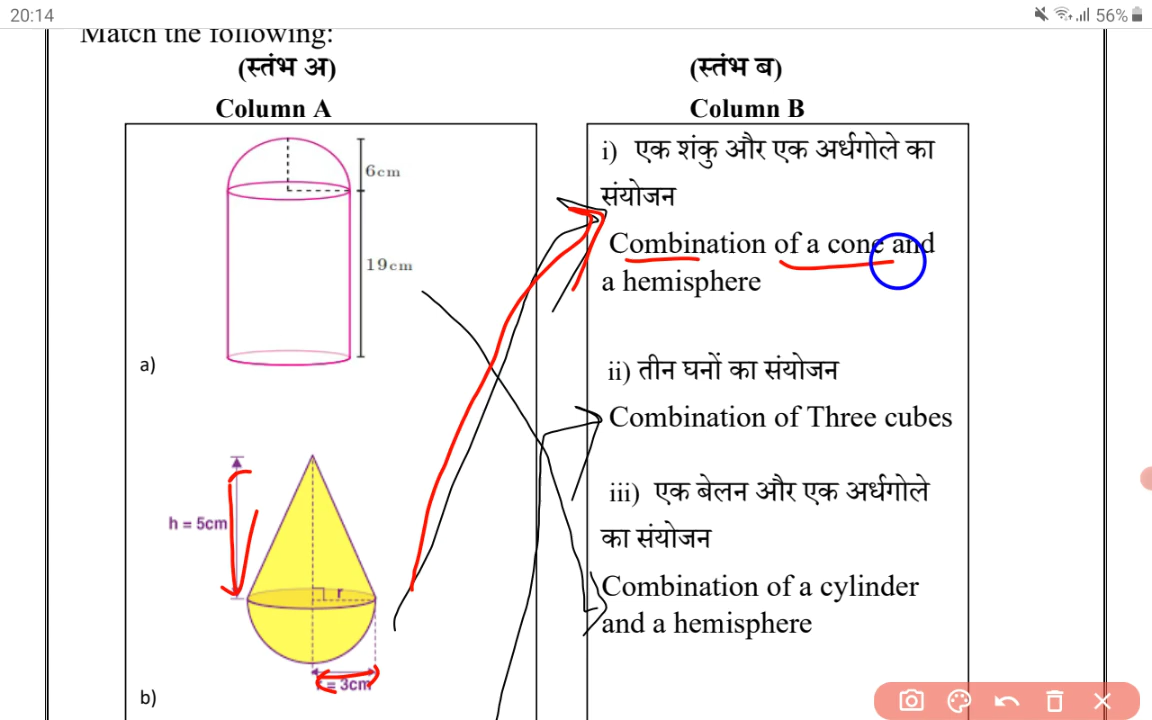 20:14
56%
Match the following:
(स्तंभ अ)
(स्तंभ ब)
Column A
Column B
6cm
19cm
a)
h = 5cm
r
r = 3cm
b)
i) एक शंकु और एक अर्धगोले का
संयोजन
Combination of a cone and
a hemisphere
ii) तीन घनों का संयोजन
Combination of Three cubes
iii) एक बेलन और एक अर्धगोले
का संयोजन
Combination of a cylinder
and a hemisphere